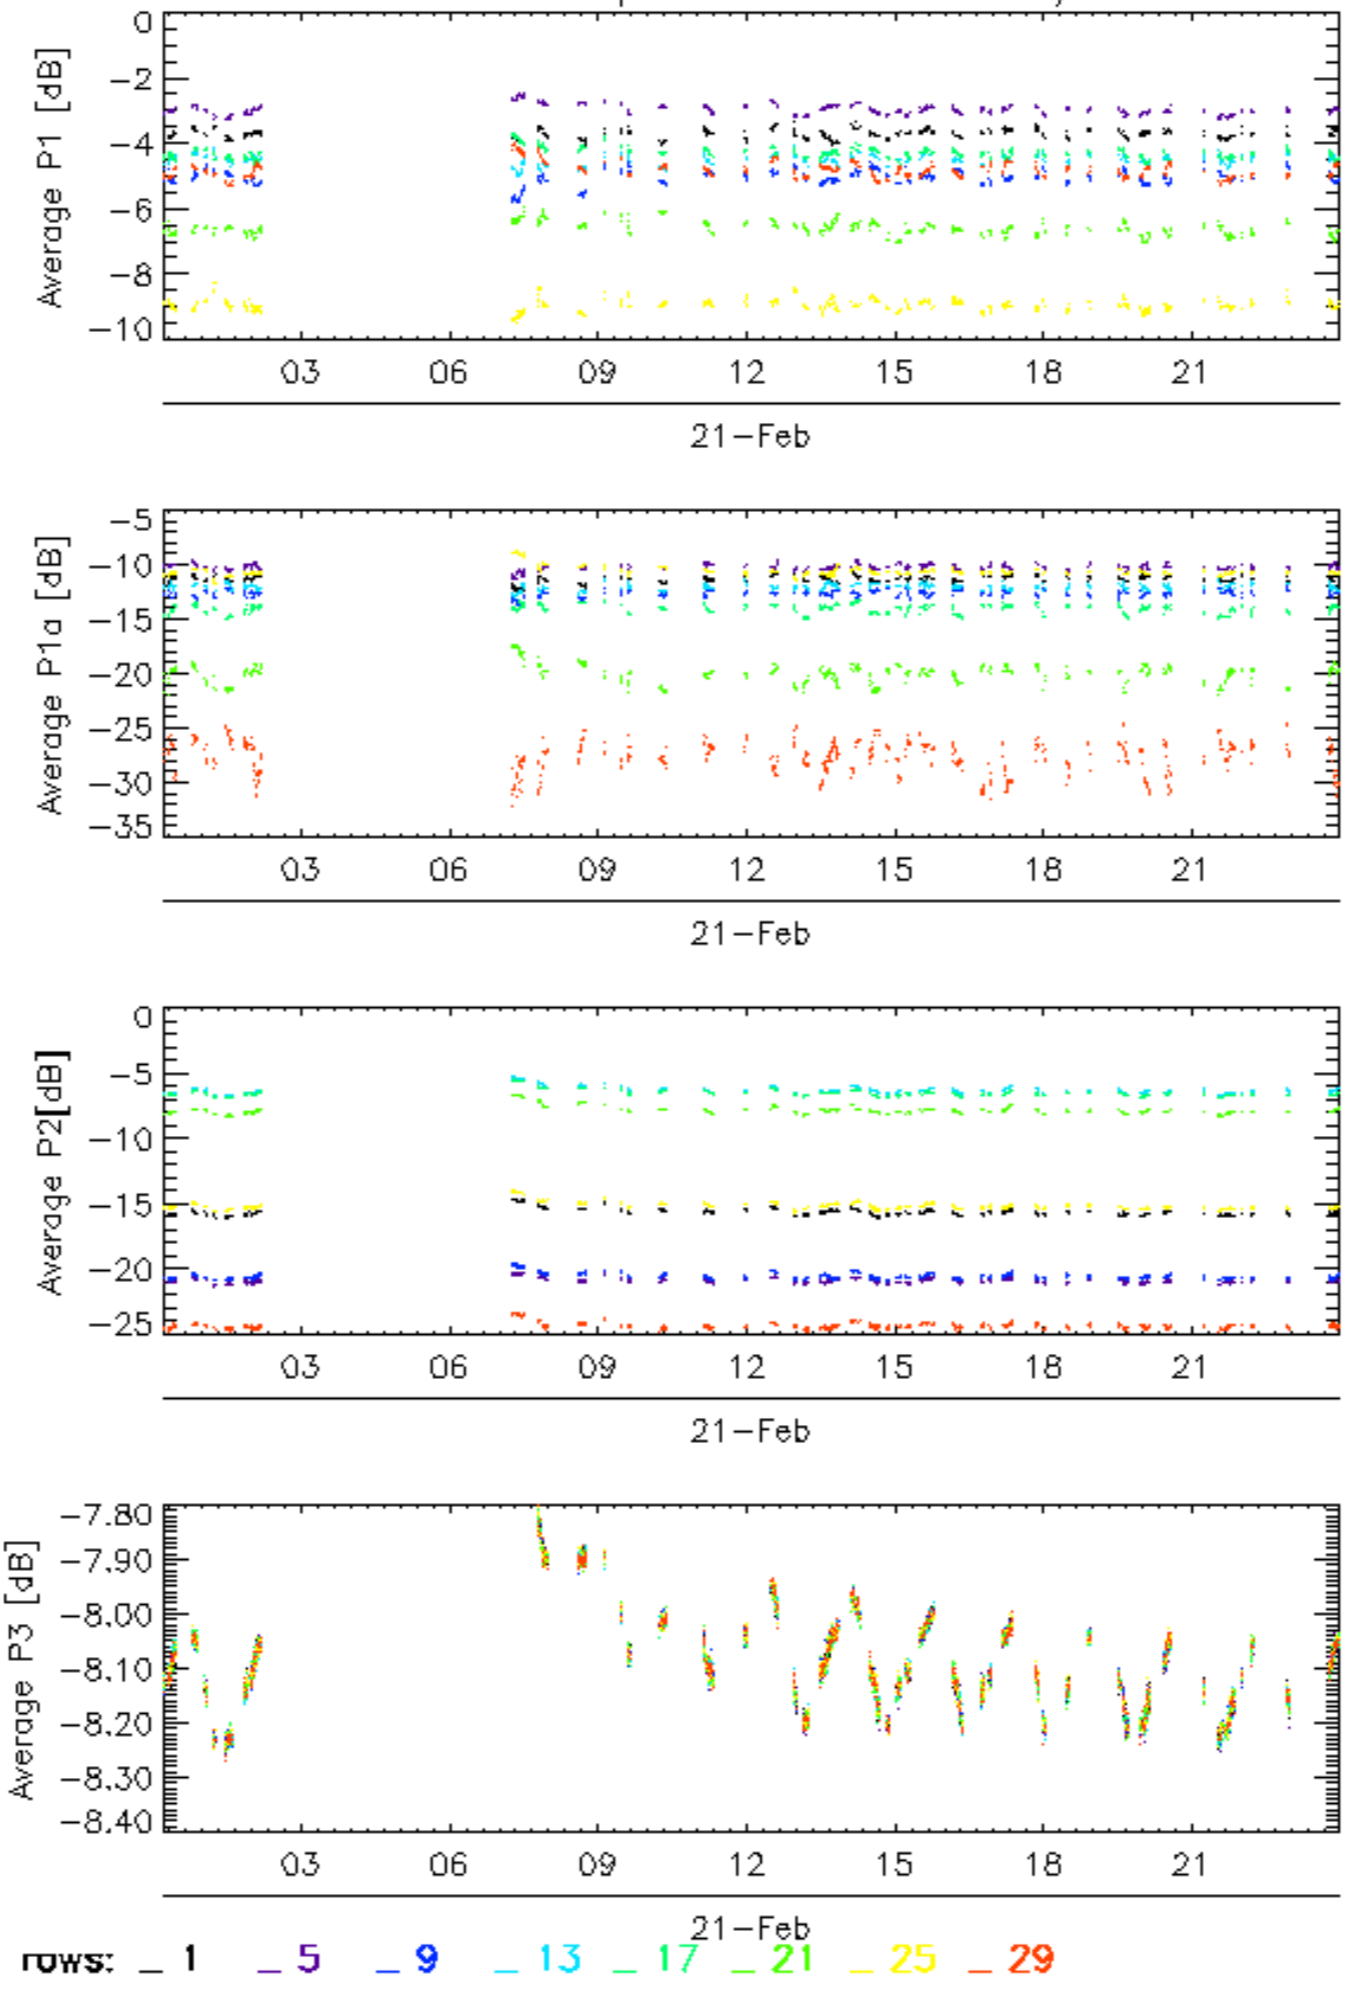 0
−2
−4
−6
−8
−10
Average P1 [dB]
03 06 09 12 15 18 21
21−Feb
−5
−10
−15
−20
−25
−30
−35
Average P1a [dB]
03 06 09 12 15 18 21
21−Feb
0
−5
−10
−15
−20
−25
Average P2[dB]
03 06 09 12 15 18 21
21−Feb
−7.80
−7.90
−8.00
−8.10
−8.20
−8.30
−8.40
Average P3 [dB]
03 06 09 12 15 18 21
21−Feb
rows: _ 1 _ 5 _ 9 _ 13 _ 17 _ 21 _ 25 _ 29